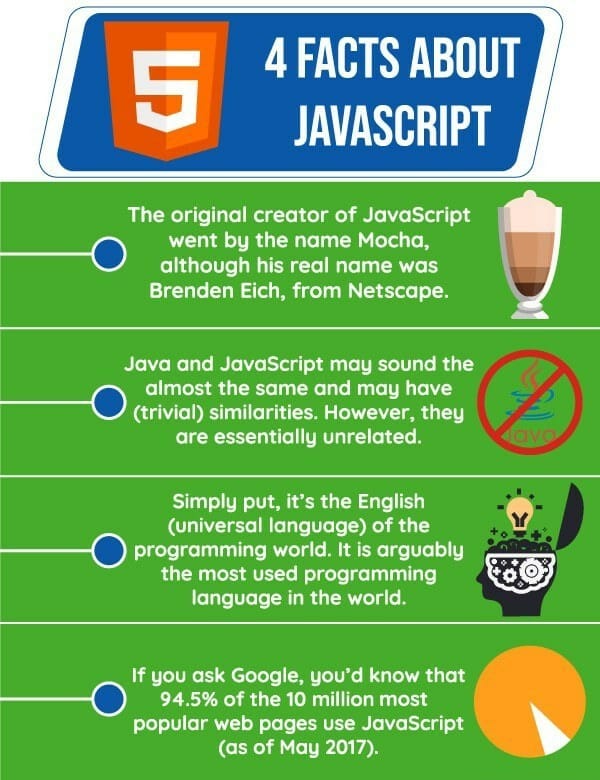 5
4 FACTS ABOUT
JAVASCRIPT
The original creator of JavaScript
went by the name Mocha,
although his real name was
Brenden Eich, from Netscape.
Java and JavaScript may sound the
almost the same and may have
(trivial) similarities. However, they
are essentially unrelated.
Java
Simply put, it's the English
(universal language) of the
programming world. It is arguably
the most used programming
language in the world.
If you ask Google, you'd know that
94.5% of the 10 million most
popular web pages use JavaScript
(as of May 2017).